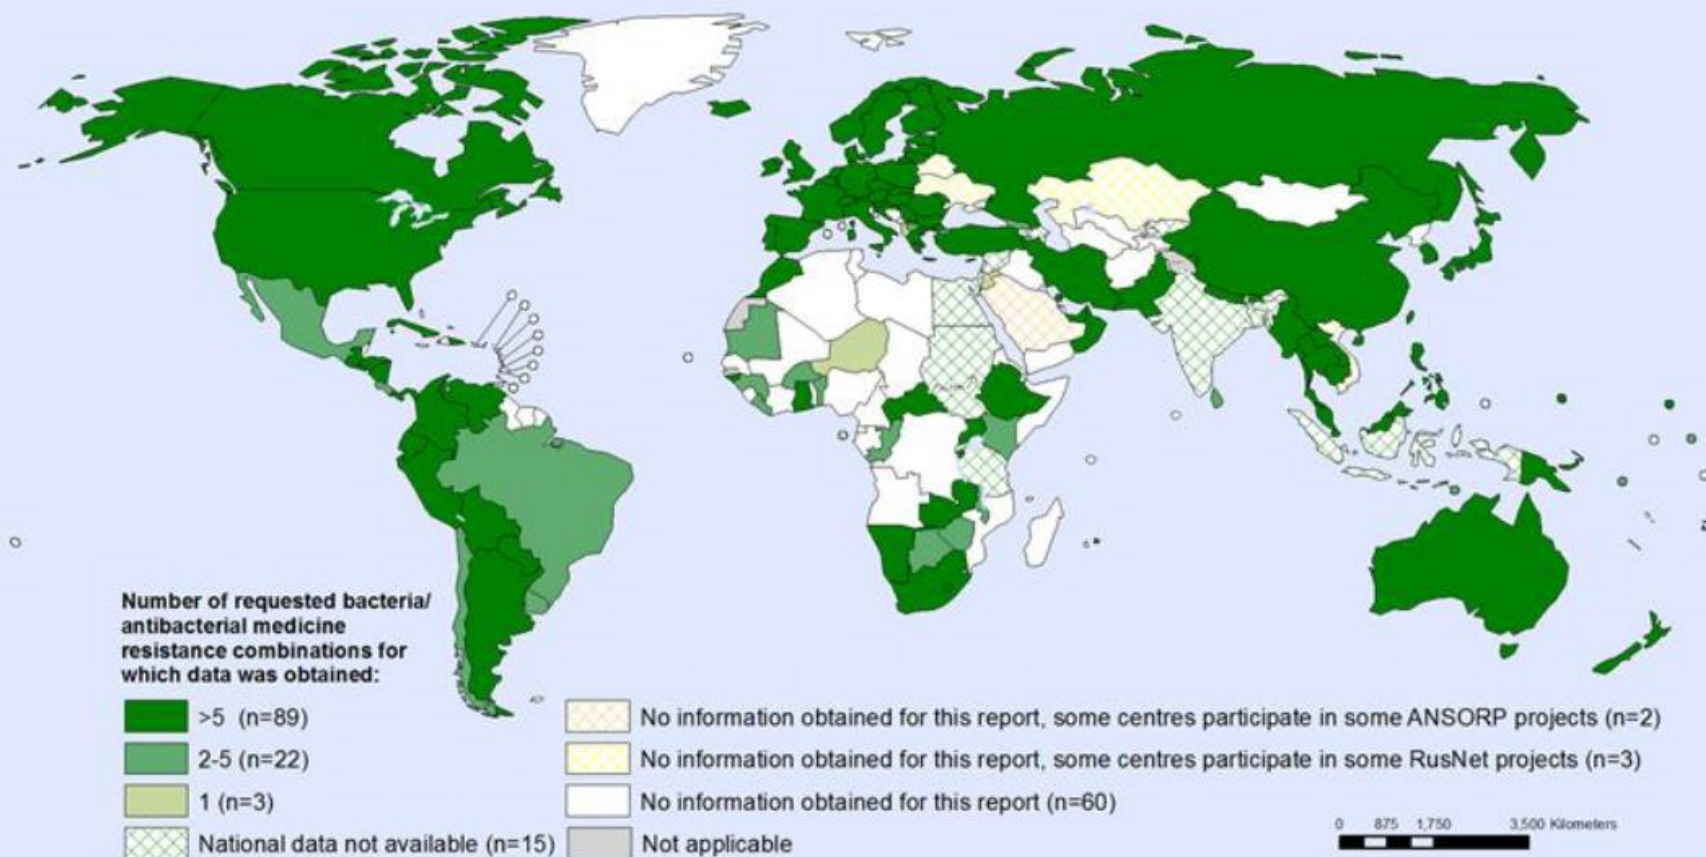 Number of requested bacteria/
antibacterial medicine
resistance combinations for
which data was obtained:
>5 (n=89)
2-5 (n=22)
1 (n=3)
National data not available (n=15)
No information obtained for this report, some centres participate in some ANSORP projects (n=2)
No information obtained for this report, some centres participate in some RusNet projects (n=3)
No information obtained for this report (n=60)
Not applicable
0 875 1,750 3,500 Kilometers